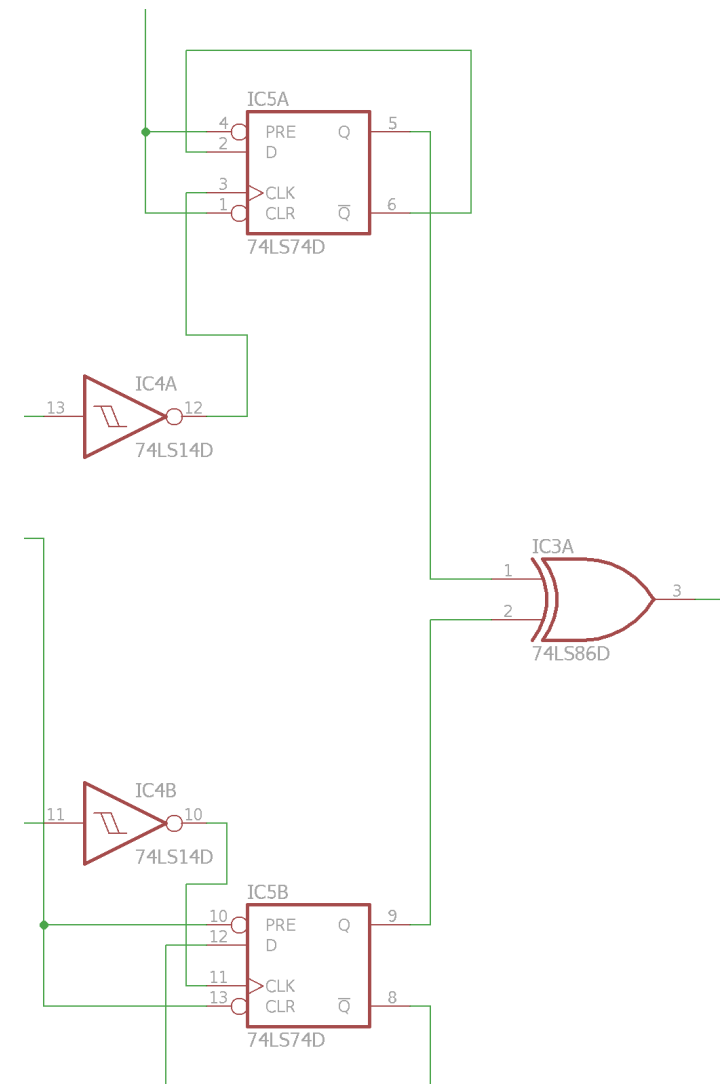 IC5A
4 PRE Q 5
2 D
3 CLK
1 CLR Q 6
74LS74D
IC4A
13 12
74LS14D
IC3A
1
3
2
74LS86D
IC4B
11 10
74LS14D
IC5B
10 PRE Q 9
12 D
11 CLK
13 CLR Q 8
74LS74D